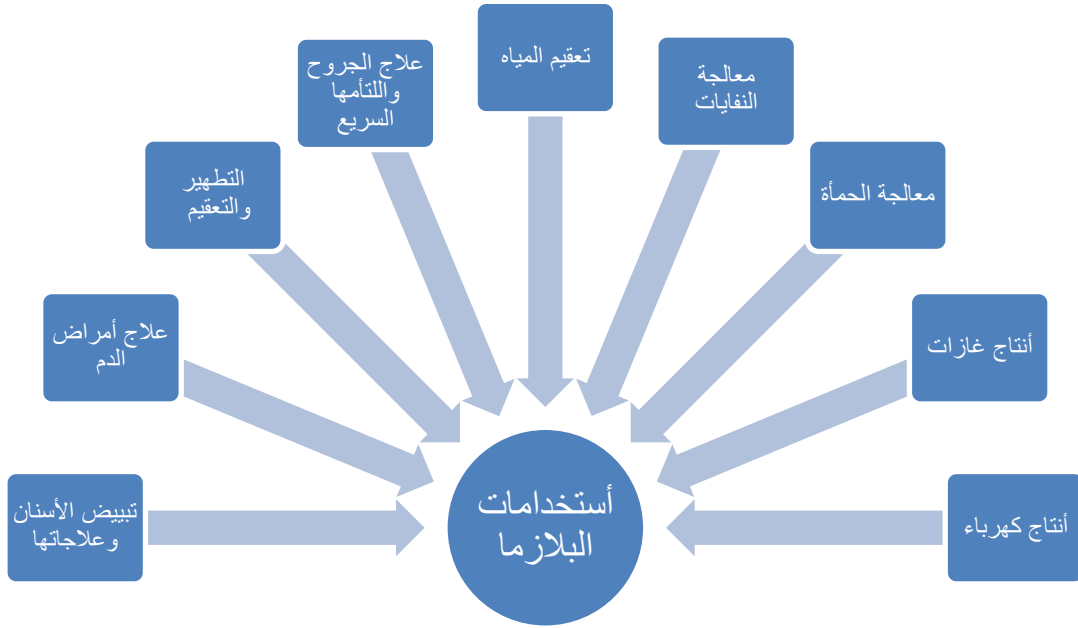 تعقيم المياه
معالجة
النفايات
علاج الجروح
واللتأمها
السريع
معالجة الحمأة
التطهير
والتعقيم
أنتاج غازات
علاج أمراض
الدم
أنتاج كهرباء
تبييض الأسنان
وعلاجاتها
أستخدامات
البلازما